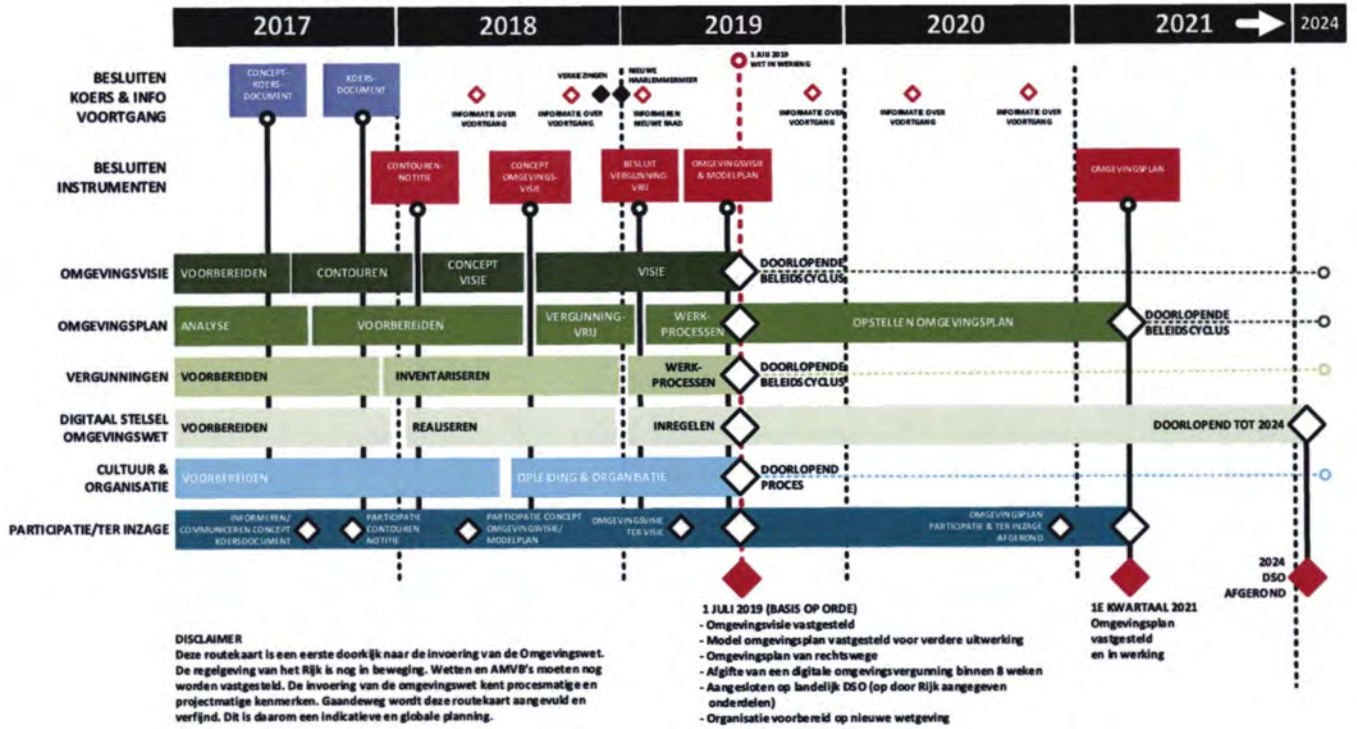 2017
2018
2019
2020
2021
2024
BESLUITEN
KOERS & INFO
VOORTGANG
CONCEPT-
KOERS-
DOCUMENT
KOERS-
DOCUMENT
INFORMATIE OVER
VOORTGANG
VERKIEZINGEN
INFORMATIE OVER
VOORTGANG
NIEUWE
HAARLEMMERMEER
INFORMEREN
NIEUWE RAAD
1 JULI 2019
WET IN WERKING
INFORMATIE OVER
VOORTGANG
INFORMATIE OVER
VOORTGANG
INFORMATIE OVER
VOORTGANG
BESLUITEN
INSTRUMENTEN
CONTOUREN-
NOTITIE
CONCEPT
OMGEVINGS-
VISIE
BESLUIT
VERGUNNING-
VRIJ
OMGEVINGSVISIE
& MODELPLAN
OMGEVINGSPLAN
OMGEVINGSVISIE
VOORBEREIDEN
CONTOUREN
CONCEPT
VISIE
VISIE
DOORLOPENDE
BELEIDSCYCLUS
OMGEVINGSPLAN
ANALYSE
VOORBEREIDEN
VERGUNNING-
VRIJ
WERK-
PROCESSEN
OPSTELLEN OMGEVINGSPLAN
DOORLOPENDE
BELEIDSCYCLUS
VERGUNNINGEN
VOORBEREIDEN
INVENTARISEREN
WERK-
PROCESSEN
DOORLOPENDE
BELEIDSCYCLUS
DIGITAAL STELSEL
OMGEVINGSWET
VOORBEREIDEN
REALISEREN
INREGELEN
DOORLOPEND TOT 2024
CULTUUR &
ORGANISATIE
VOORBEREIDEN
OPLEIDING & ORGANISATIE
DOORLOPEND
PROCES
PARTICIPATIE/TER INZAGE
INFORMEREN/
COMMUNICEREN CONCEPT
KOERSDOCUMENT
PARTICIPATIE
CONTOUREN
NOTITIE
PARTICIPATIE CONCEPT
OMGEVINGSVISIE/
MODELPLAN
OMGEVINGSVISIE
TER VISIE
OMGEVINGSPLAN
PARTICIPATIE & TER INZAGE
AFGEROND
DISCLAIMER
Deze routekaart is een eerste doorkijk naar de invoering van de Omgevingswet.
De regelgeving van het Rijk is nog in beweging. Wetten en AMVB's moeten nog
worden vastgesteld. De invoering van de omgevingswet kent procesmatige en
projectmatige kenmerken. Gaandeweg wordt deze routekaart aangevuld en
verfijnd. Dit is daarom een indicatieve en globale planning.
1 JULI 2019 (BASIS OP ORDE)
- Omgevingsvisie vastgesteld
- Model omgevingsplan vastgesteld voor verdere uitwerking
- Omgevingsplan van rechtswege
- Afgifte van een digitale omgevingsvergunning binnen 8 weken
- Aangesloten op landelijk DSO (op door Rijk aangegeven
onderdelen)
- Organisatie voorbereid op nieuwe wetgeving
1E KWARTAAL 2021
Omgevingsplan
vastgesteld
en in werking
2024
DSO
AFGEROND